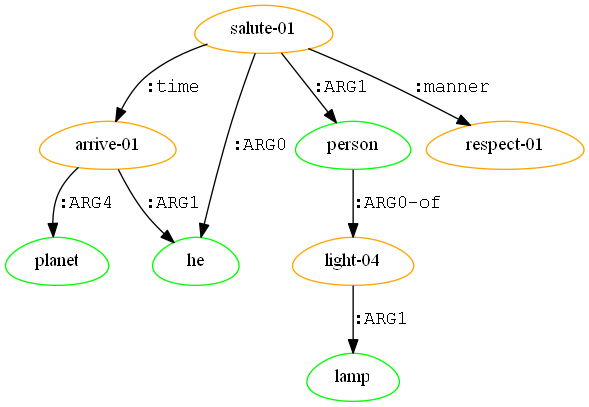 salute-01
:time
:ARG0
:ARG1
:manner
arrive-01
person
respect-01
:ARG4
:ARG1
:ARG0-of
planet
he
light-04
:ARG1
lamp